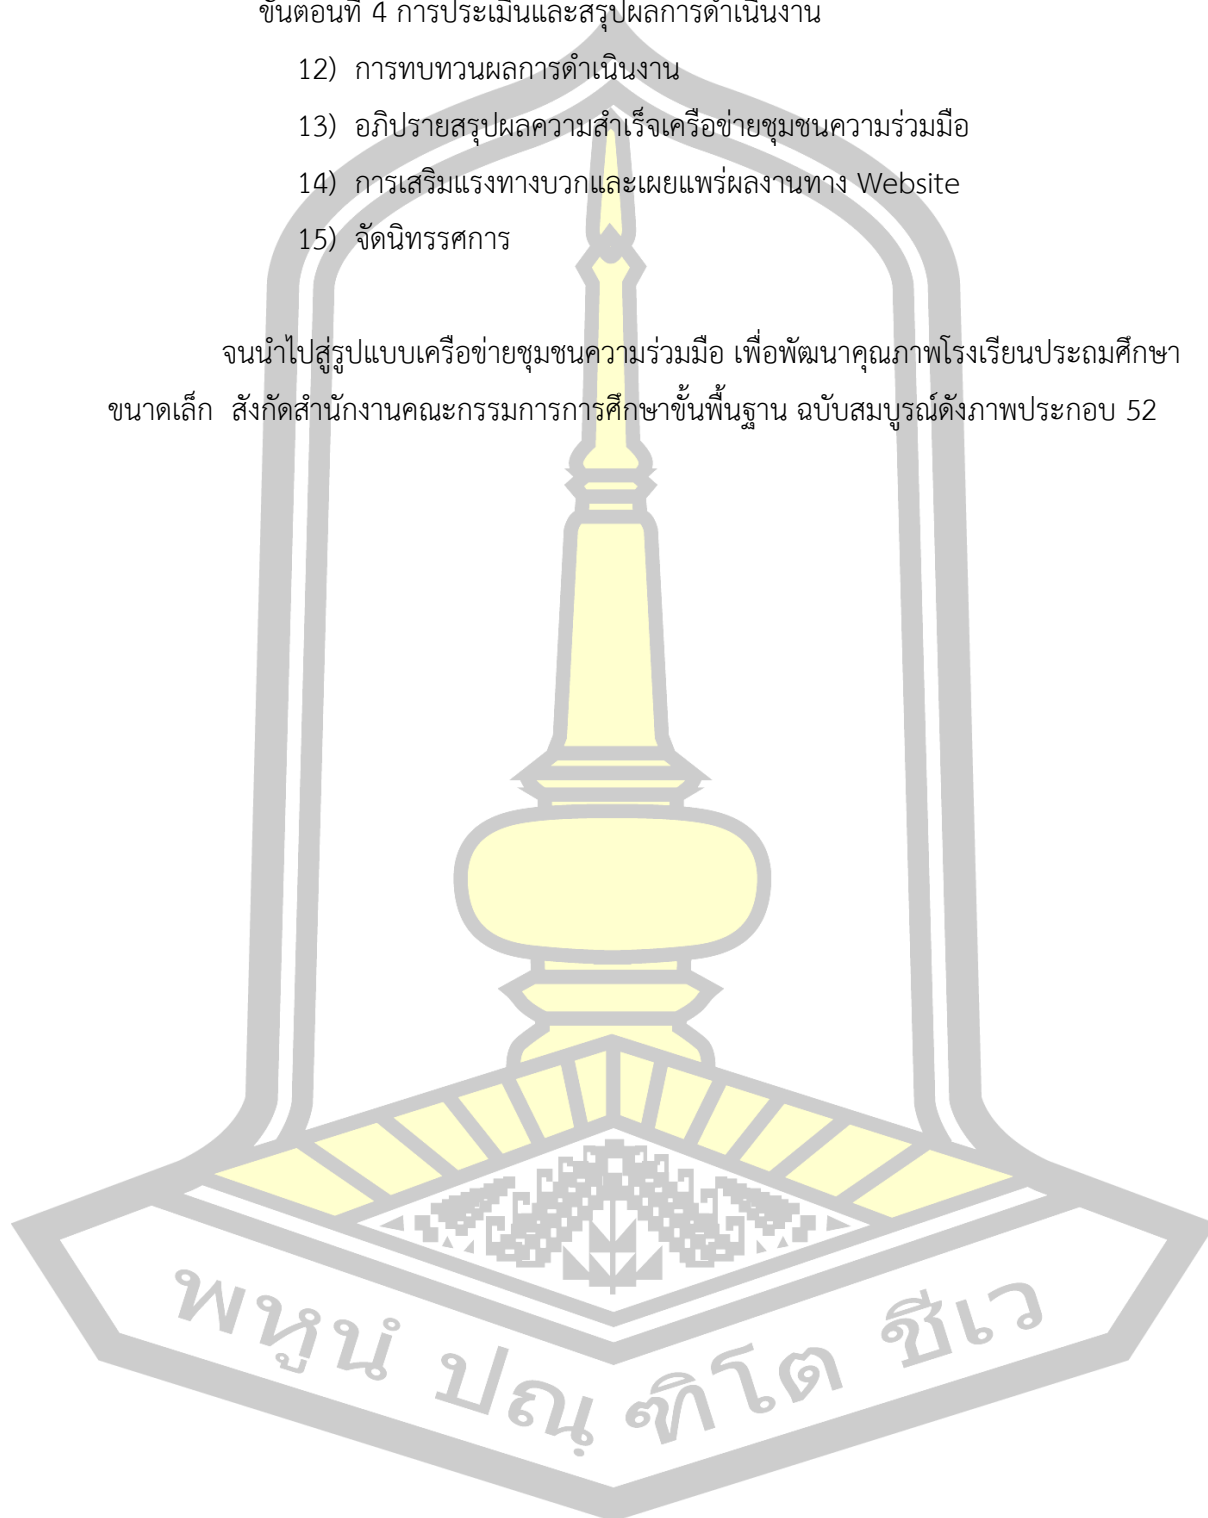 ขั้นตอนที่ 4 การประเมินและสรุปผลการดำเนินงาน
12) การทบทวนผลการดำเนินงาน
13) อภิปรายสรุปผลความสำเร็จเครือข่ายชุมชนความร่วมมือ
14) การเสริมแรงทางบวกและเผยแพร่ผลงานทาง Website
15) จัดนิทรรศการ
จนนำไปสู่รูปแบบเครือข่ายชุมชนความร่วมมือ เพื่อพัฒนาคุณภาพโรงเรียนประถมศึกษา
ขนาดเล็ก สังกัดสำนักงานคณะกรรมการการศึกษาขั้นพื้นฐาน ฉบับสมบูรณ์ดังภาพประกอบ 52
พหูนํ ปณฺฑิโต ชีเว